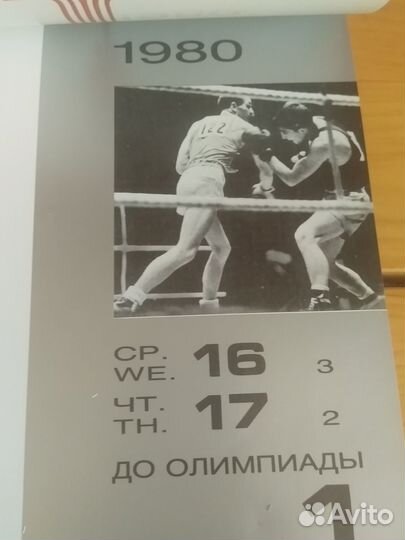 1980
122
СР. 16 3
WE.
ЧТ. 17 2
TH.
ДО ОЛИМПИАДЫ
1
Avito